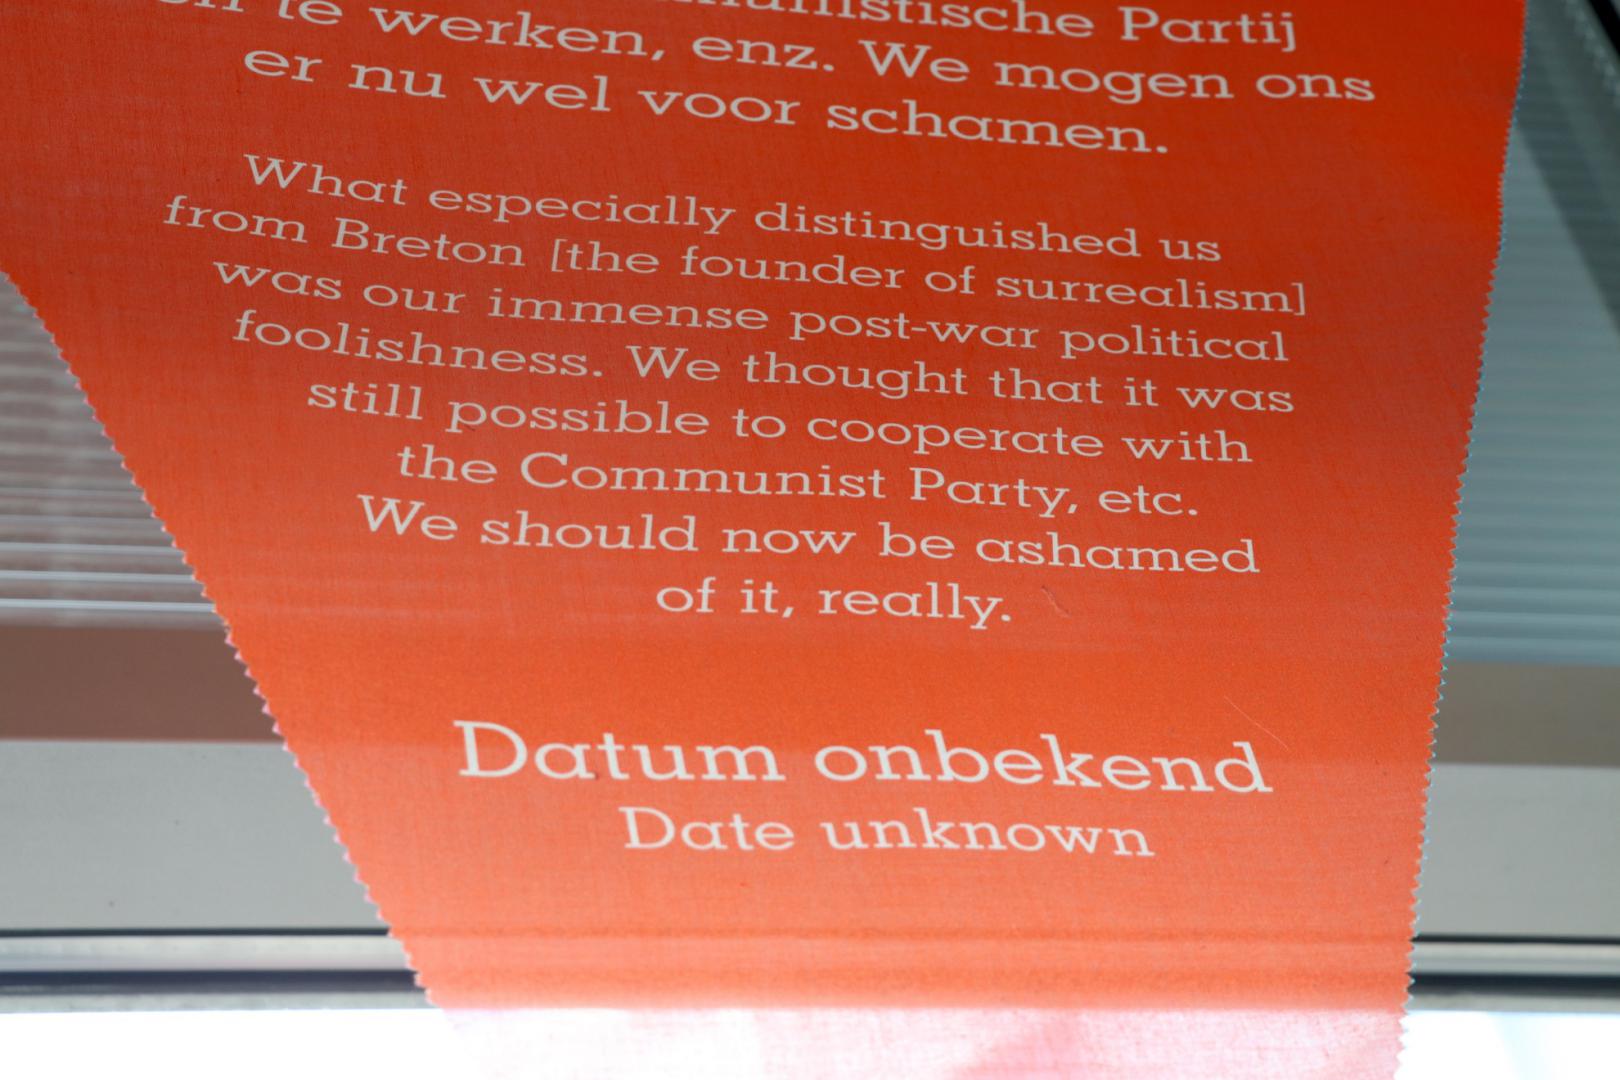 te werken, enz. We mogen ons
er nu wel voor schamen.
What especially distinguished us
from Breton [the founder of surrealism]
was our immense post-war political
foolishness. We thought that it was
still possible to cooperate with
the Communist Party, etc.
We should now be ashamed
of it, really.
Datum onbekend
Date unknown